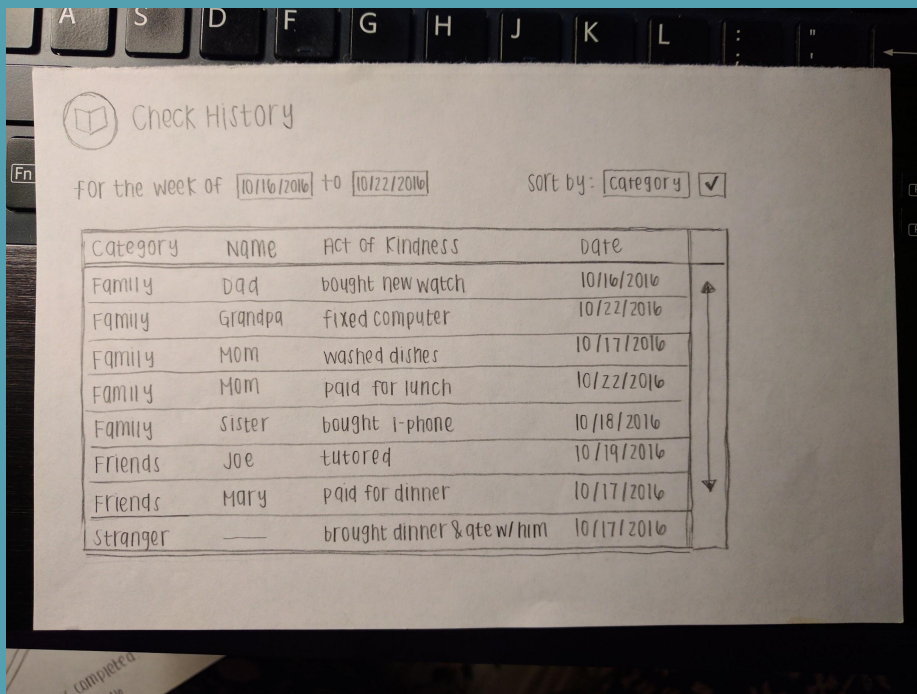 A S D F G H J K L : ; " '
Fn
Check History
For the week of 10/16/2016 to 10/22/2016 sort by: category ✓
Category Name Act of Kindness Date
Family Dad bought new watch 10/16/2016
Family Grandpa fixed computer 10/22/2016
Family Mom washed dishes 10/17/2016
Family Mom paid for lunch 10/22/2016
Family Sister bought i-phone 10/18/2016
Friends Joe tutored 10/19/2016
Friends Mary paid for dinner 10/17/2016
Stranger — brought dinner & ate w/ him 10/17/2016
completed